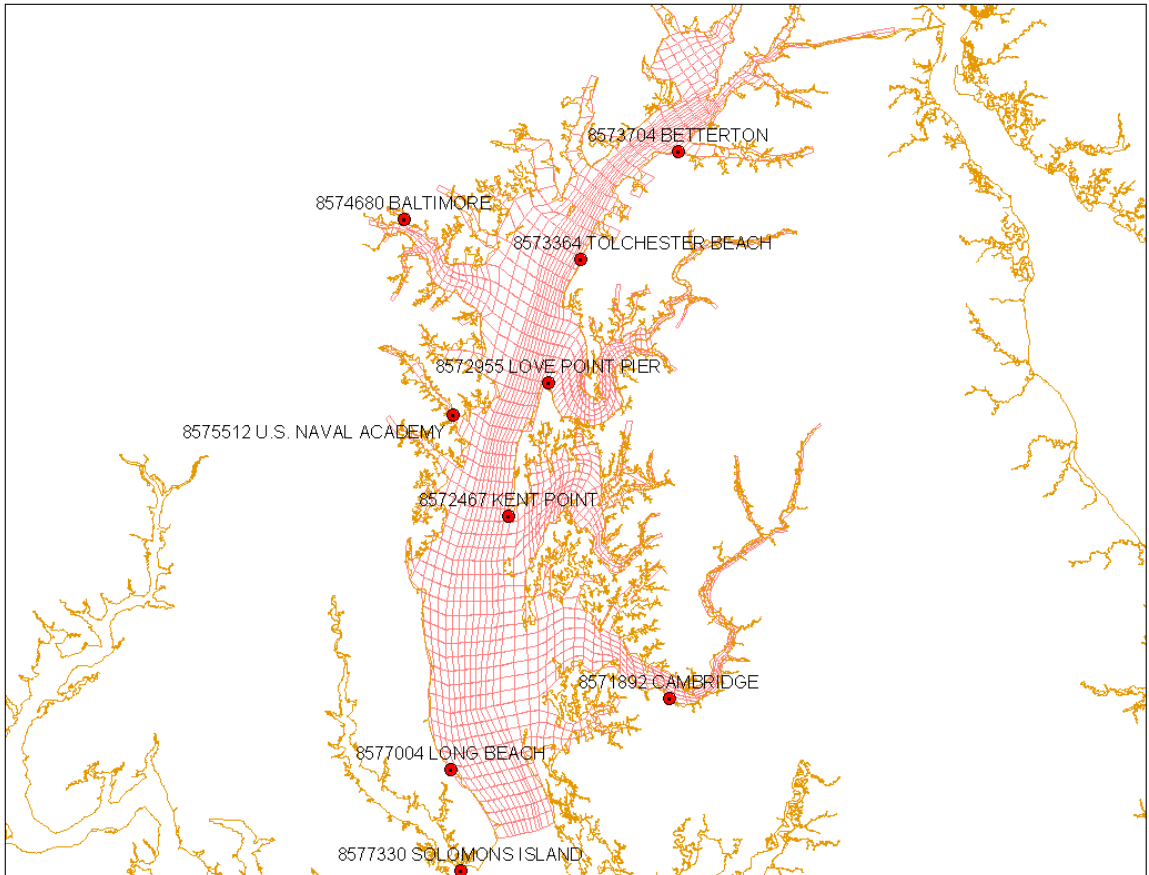 8573704 BETTERTON
8574680 BALTIMORE
8573364 TOLCHESTER BEACH
8572955 LOVE POINT PIER
8575512 U.S. NAVAL ACADEMY
8572467 KENT POINT
8571892 CAMBRIDGE
8577004 LONG BEACH
8577330 SOLOMONS ISLAND